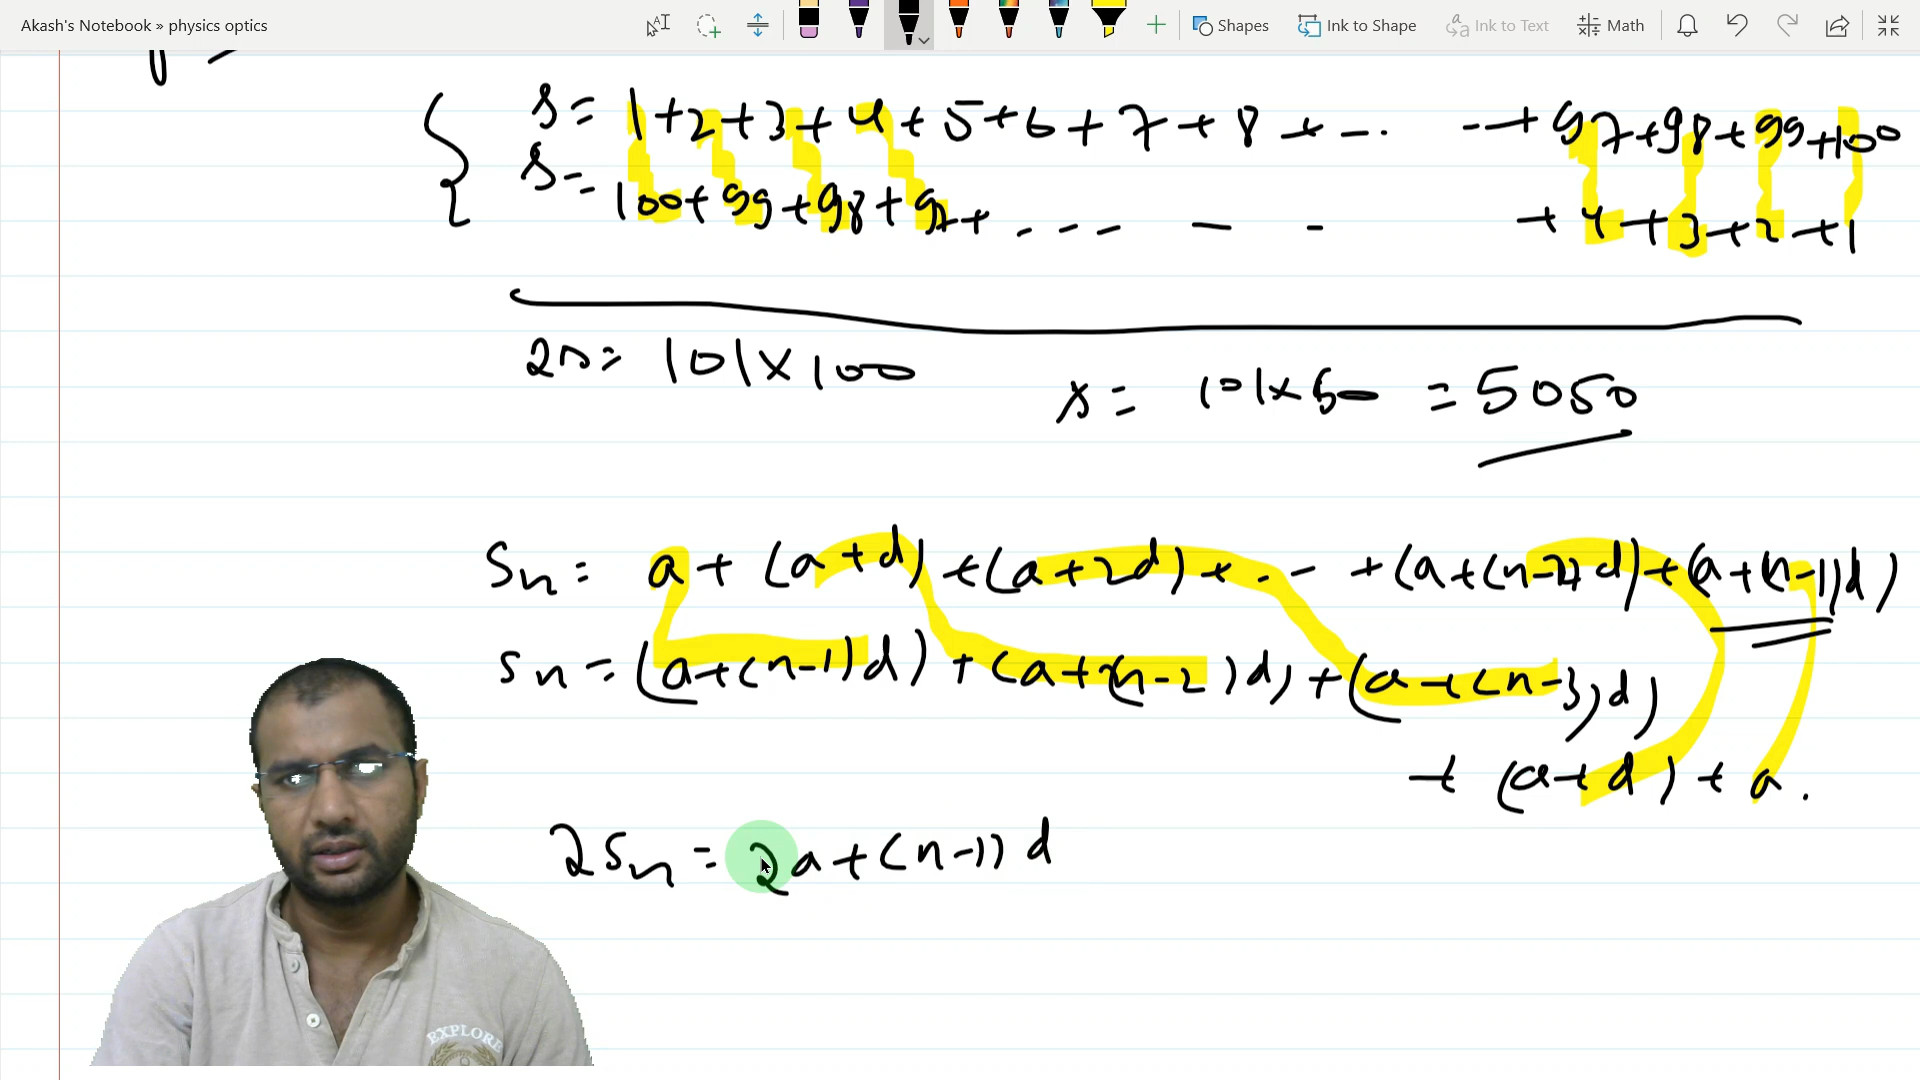 Akash's Notebook » physics optics
Shapes Ink to Shape Ink to Text Math
s = 1+2+3+4+5+6+7+8+-. --+97+98+99+100
s = 100+99+98+97+. - - - - - +4+3+2+1
2s = 101×100
s = 101×50 = 5050
Sn = a + (a+d) + (a+2d) + . - - + (a+(n-2)d) + (a+(n-1)d)
Sn = (a+(n-1)d) + (a+(n-2)d) + (a+(n-3)d)
+ (a+d) + a .
2Sn = 2a+(n-1)d
EXPLORE